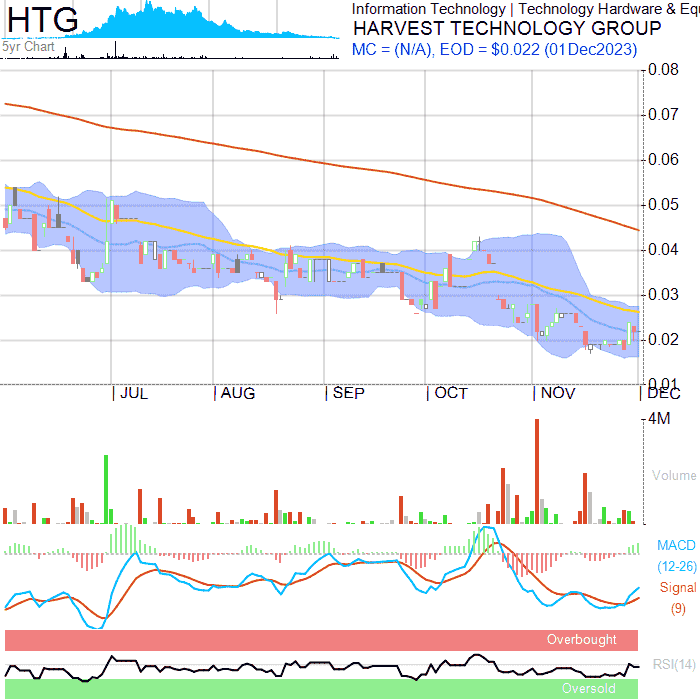 HTG
Information Technology | Technology Hardware & Equ
HARVEST TECHNOLOGY GROUP
5yr Chart
MC = (N/A), EOD = $0.022 (01Dec2023)
0.08
0.07
0.06
0.05
0.04
0.03
0.02
0.01
| JUL | AUG | SEP | OCT | NOV | DEC
4M
Volume
MACD
(12-26)
Signal
(9)
Overbought
RSI(14)
Oversold